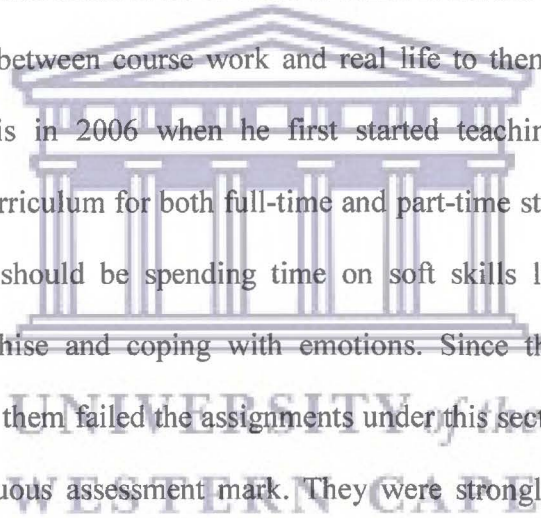 between course work and real life to them
is in 2006 when he first started teachin
rriculum for both full-time and part-time st
should be spending time on soft skills l
hise and coping with emotions. Since th
UNIVERSITY of the
them failed the assignments under this sect
WESTERN CAPE
uous assessment mark. They were strongl